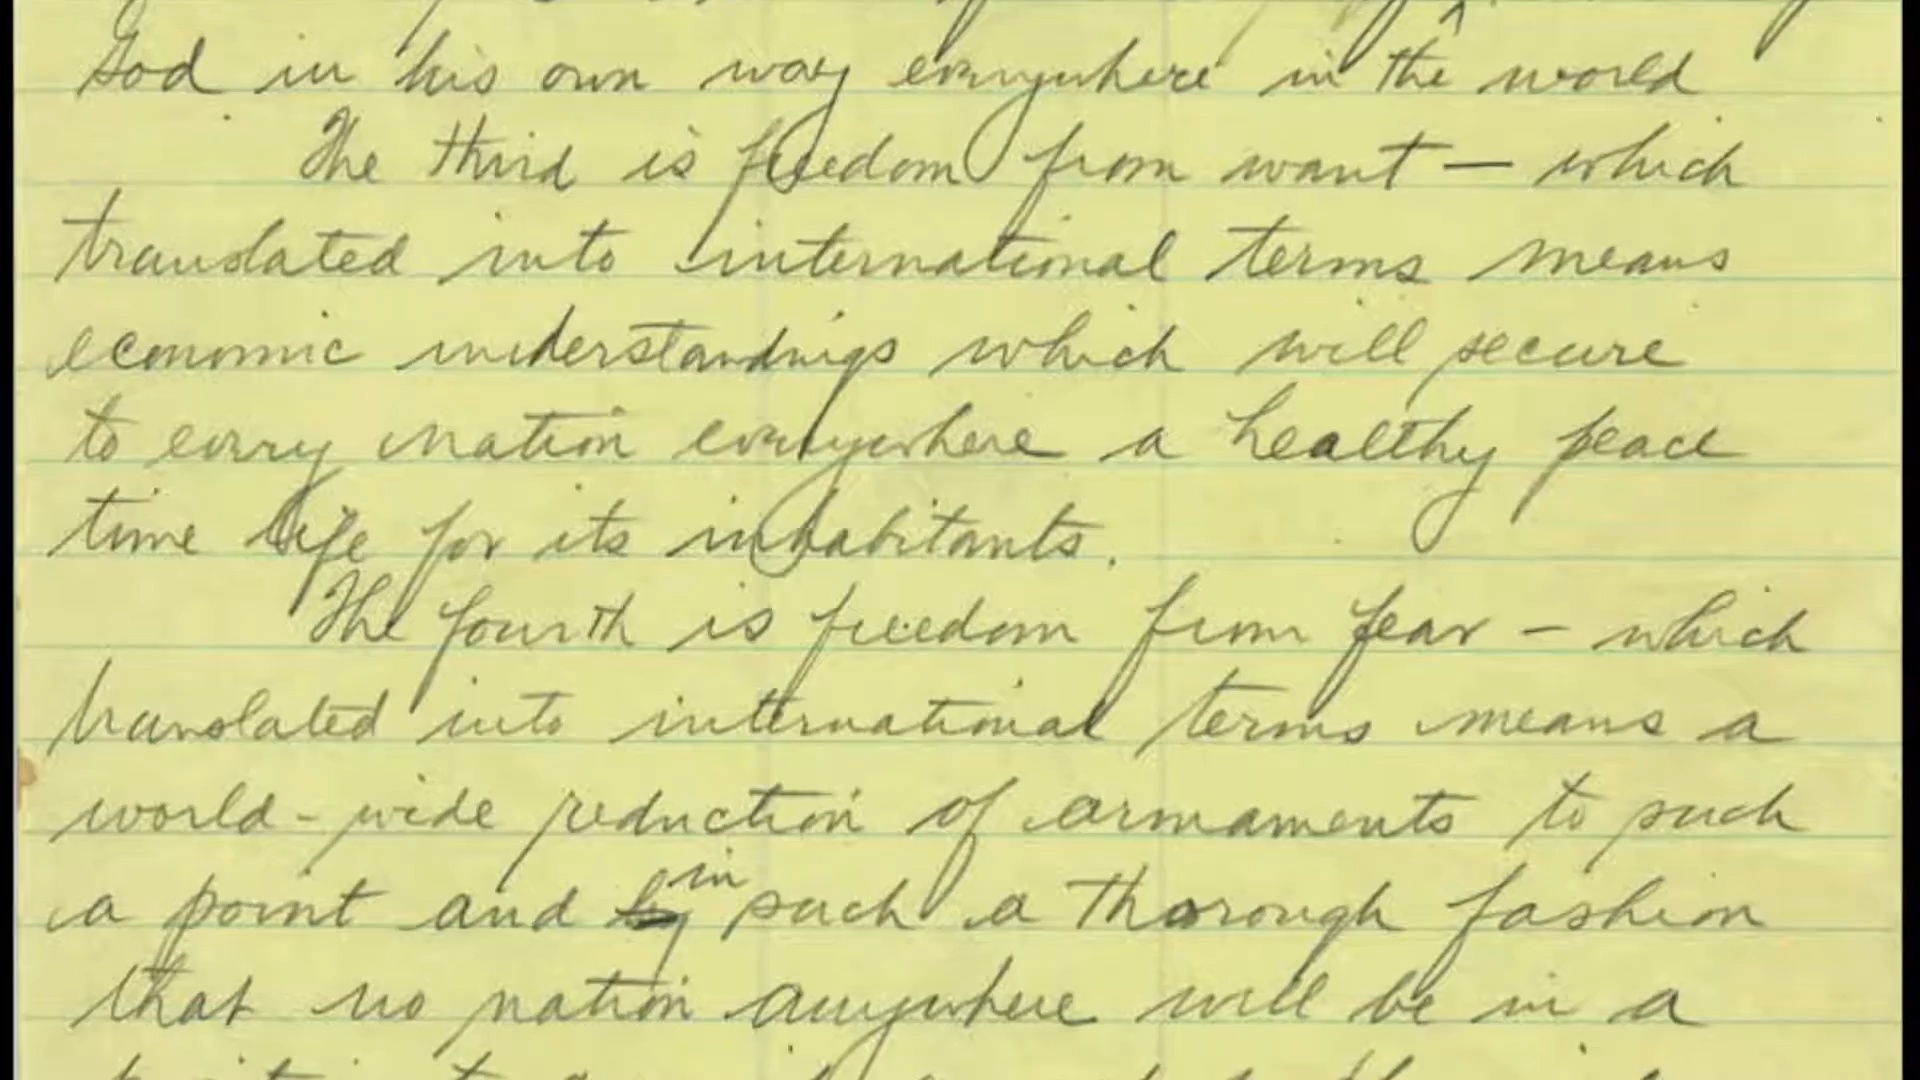 God in his own way everywhere in the world
The third is freedom from want — which
translated into international terms means
economic understandings which will secure
to every nation everywhere a healthy peace
time life for its inhabitants.
The fourth is freedom from fear - which
translated into international terms means a
world-wide reduction of armaments to such
a point and by in such a thorough fashion
that no nation anywhere will be in a